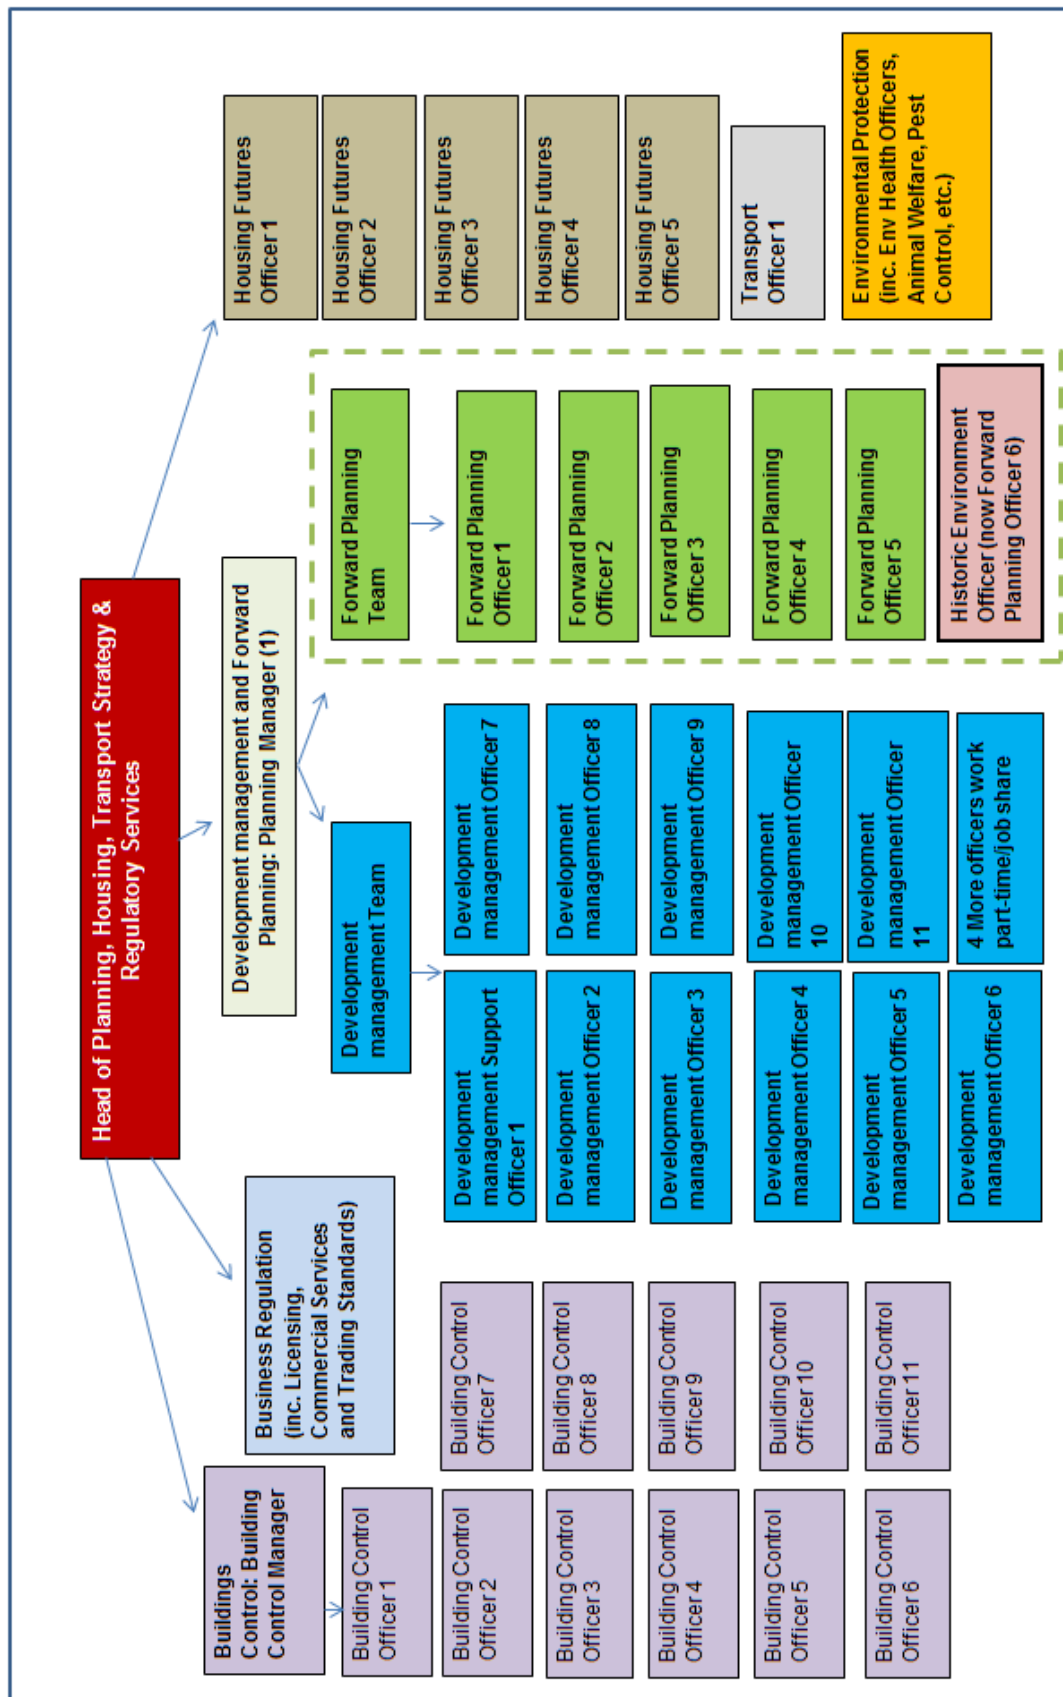 Head of Planning, Housing, Transport Strategy &
Regulatory Services
Buildings
Control: Building
Control Manager
Building Control
Officer 1
Building Control
Officer 2
Building Control
Officer 3
Building Control
Officer 4
Building Control
Officer 5
Building Control
Officer 6
Building Control
Officer 7
Building Control
Officer 8
Building Control
Officer 9
Building Control
Officer 10
Building Control
Officer 11
Business Regulation
(inc. Licensing,
Commercial Services
and Trading Standards)
Development management and Forward
Planning: Planning Manager (1)
Development
management Team
Development
management Support
Officer 1
Development
management Officer 2
Development
management Officer 3
Development
management Officer 4
Development
management Officer 5
Development
management Officer 6
Development
management Officer 7
Development
management Officer 8
Development
management Officer 9
Development
management Officer
10
Development
management Officer
11
4 More officers work
part-time/job share
Forward Planning
Team
Forward Planning
Officer 1
Forward Planning
Officer 2
Forward Planning
Officer 3
Forward Planning
Officer 4
Forward Planning
Officer 5
Historic Environment
Officer (now Forward
Planning Officer 6)
Housing Futures
Officer 1
Housing Futures
Officer 2
Housing Futures
Officer 3
Housing Futures
Officer 4
Housing Futures
Officer 5
Transport
Officer 1
Environmental Protection
(inc. Env Health Officers,
Animal Welfare, Pest
Control, etc.)